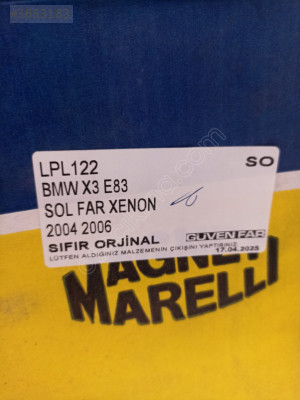 LPL122
SO
BMW X3 E83
SOL FAR XENON
2004 2006
SIFIR ORJİNAL
GÜVEN FAR
LÜTFEN ALDIĞINIZ MALZEMENİN ÇIKIŞINI YAPTIRINIZ
17.04.2025
MAGNETI
MARELLI